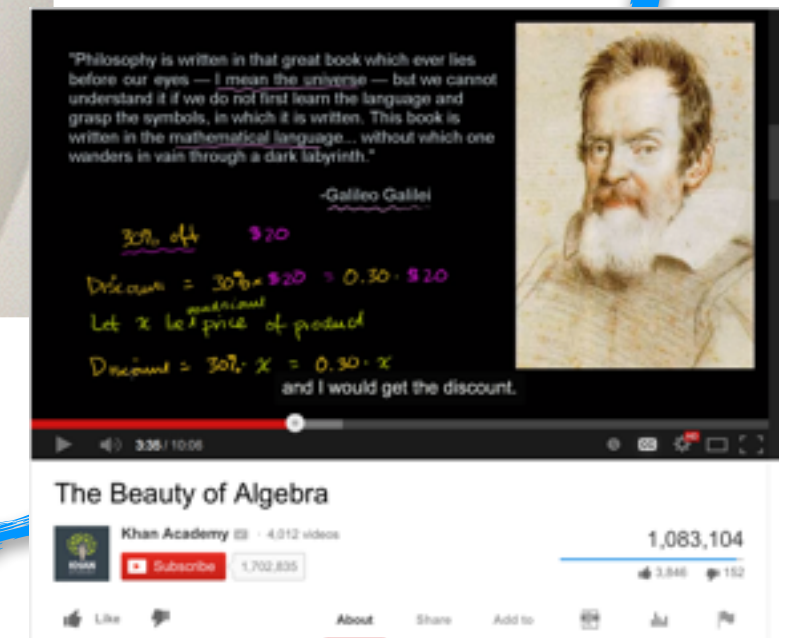 "Philosophy is written in that great book which ever lies
before our eyes — I mean the universe — but we cannot
understand it if we do not first learn the language and
grasp the symbols, in which it is written. This book is
written in the mathematical language... without which one
wanders in vain through a dark labyrinth."
-Galileo Galilei
30% off $20
Discount = 30% × $20 = 0.30 · $20
Let x be price of product
Discount = 30% · x = 0.30 · x
and I would get the discount.
3:35 / 10:06
HD
The Beauty of Algebra
Khan Academy · 4,012 videos
KHAN
Subscribe 1,702,835
1,083,104
3,846 152
Like About Share Add to